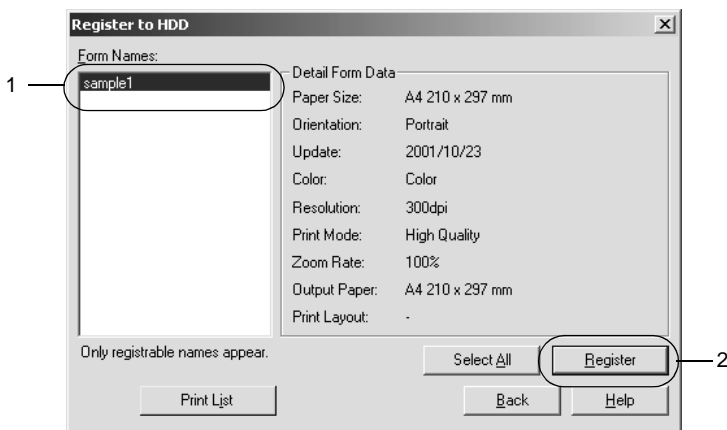 Register to HDD
Form Names:
1
sample1
Detail Form Data
Paper Size: A4 210 x 297 mm
Orientation: Portrait
Update: 2001/10/23
Color: Color
Resolution: 300dpi
Print Mode: High Quality
Zoom Rate: 100%
Output Paper: A4 210 x 297 mm
Print Layout: -
Only registrable names appear.
Select All
Register
2
Print List
Back
Help